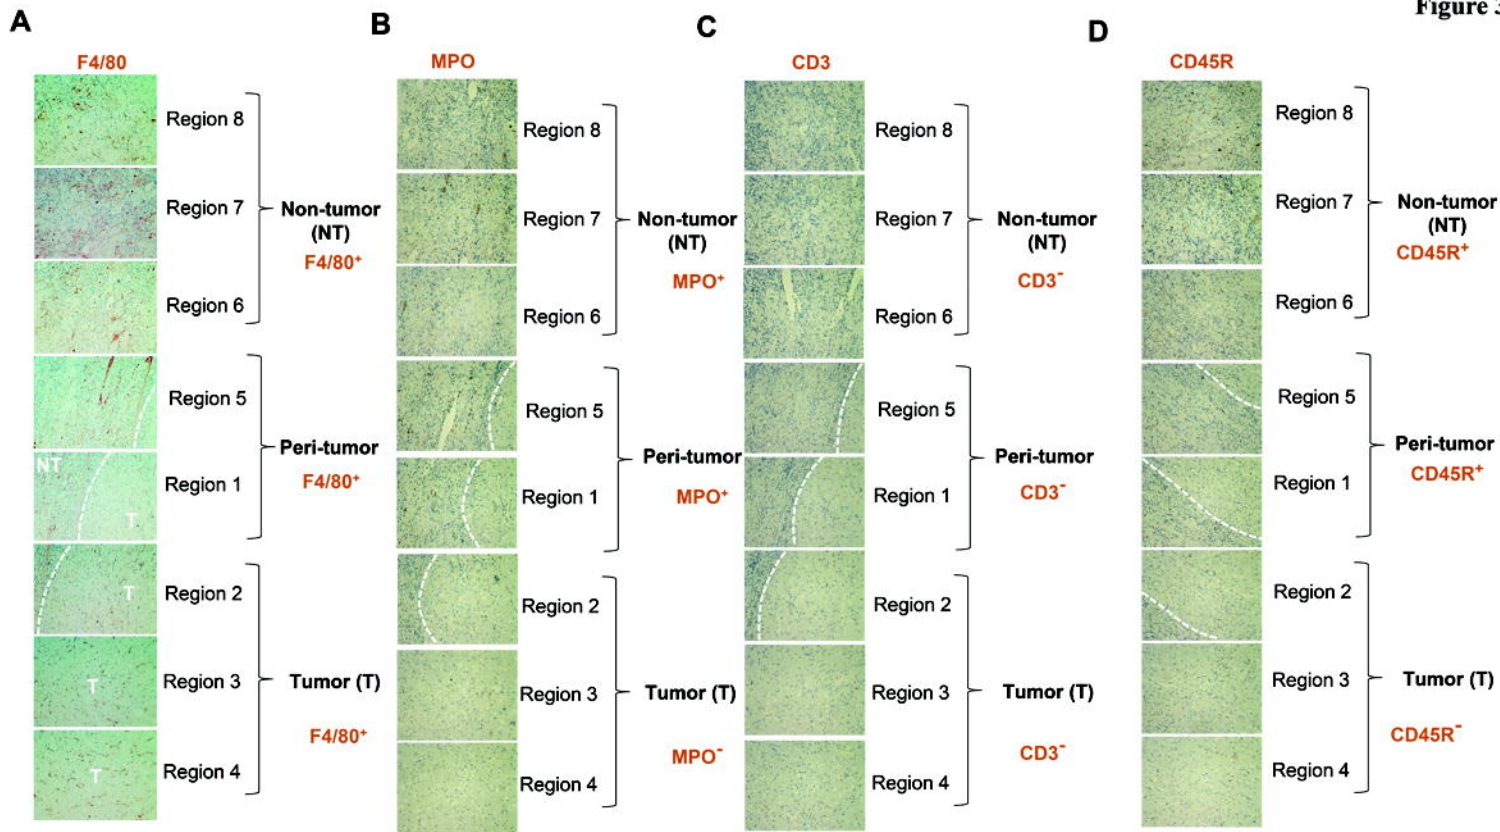 Figure 3
A
F4/80
Region 8
Region 7
Non-tumor
(NT)
F4/80⁺
Region 6
Region 5
Peri-tumor
F4/80⁺
NT
Region 1
T
Region 2
T
Region 3
T
Tumor (T)
F4/80⁺
Region 4
T
B
MPO
Region 8
Region 7
Non-tumor
(NT)
MPO⁺
Region 6
Region 5
Peri-tumor
MPO⁺
Region 1
Region 2
Region 3
Tumor (T)
MPO⁻
Region 4
C
CD3
Region 8
Region 7
Non-tumor
(NT)
CD3⁻
Region 6
Region 5
Peri-tumor
CD3⁻
Region 1
Region 2
Region 3
Tumor (T)
CD3⁻
Region 4
D
CD45R
Region 8
Region 7
Non-tumor
(NT)
CD45R⁺
Region 6
Region 5
Peri-tumor
CD45R⁺
Region 1
Region 2
Region 3
Tumor (T)
CD45R⁻
Region 4